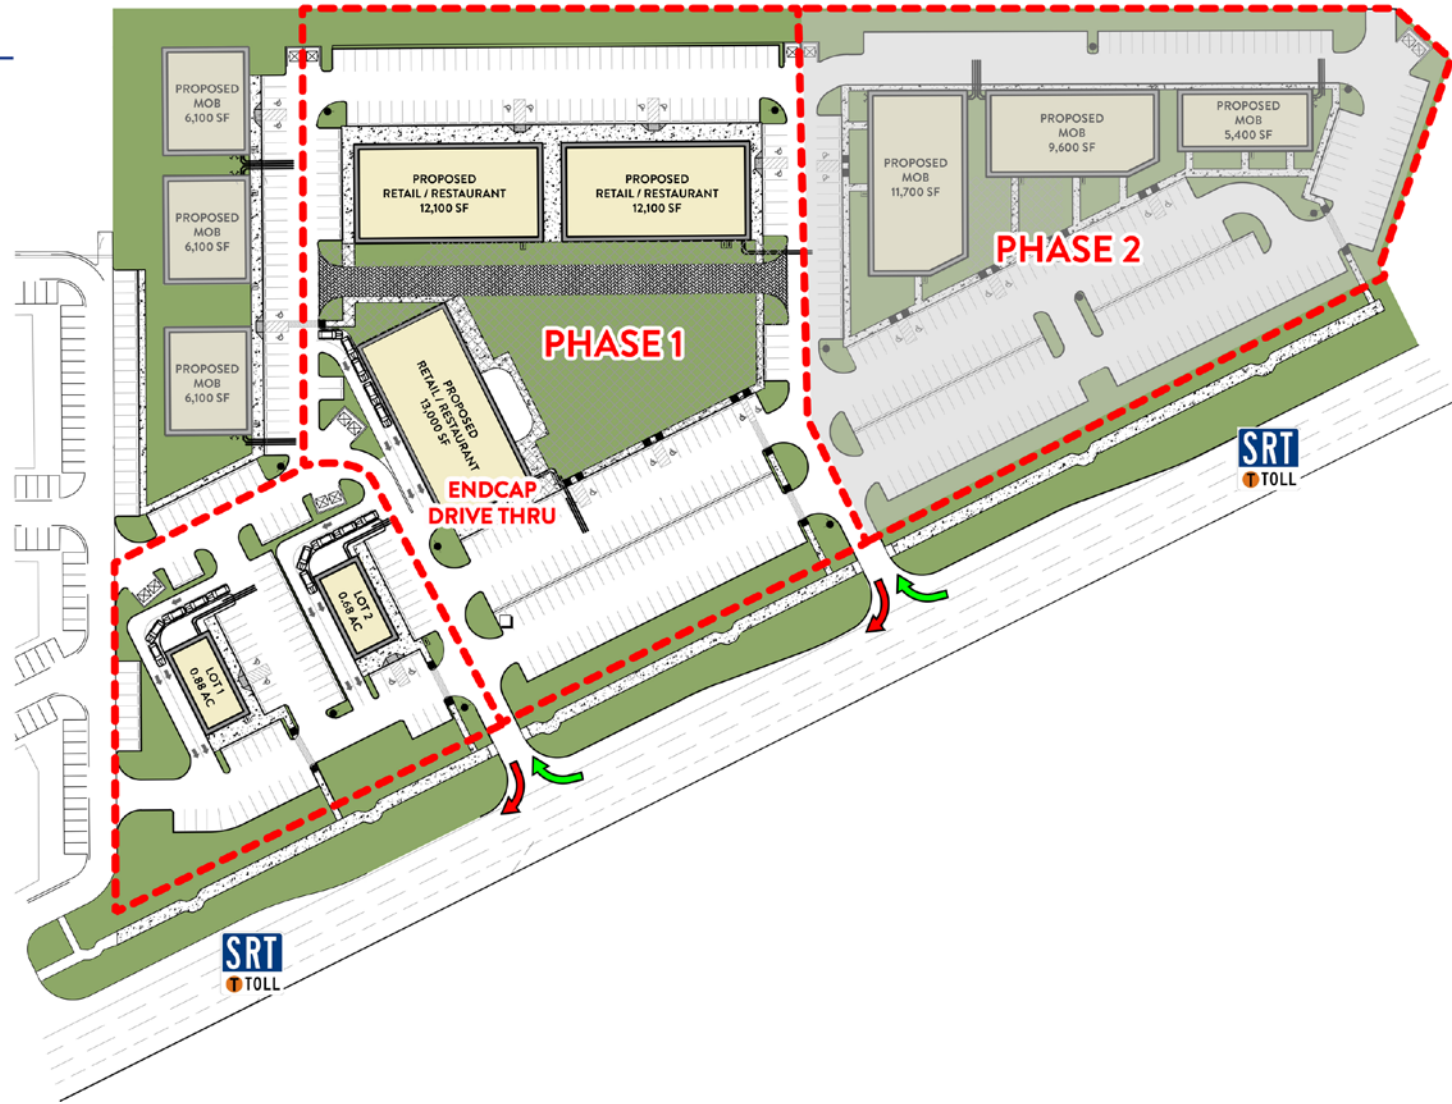 PROPOSED
MOB
6,100 SF
PROPOSED
MOB
6,100 SF
PROPOSED
MOB
6,100 SF
PROPOSED
RETAIL / RESTAURANT
12,100 SF
PROPOSED
RETAIL / RESTAURANT
12,100 SF
PROPOSED
MOB
11,700 SF
PROPOSED
MOB
9,600 SF
PROPOSED
MOB
5,400 SF
PHASE 2
PHASE 1
PROPOSED
RETAIL / RESTAURANT
13,000 SF
ENDCAP
DRIVE THRU
LOT 2
0.68 AC
LOT 1
0.88 AC
SRT
T TOLL
SRT
T TOLL